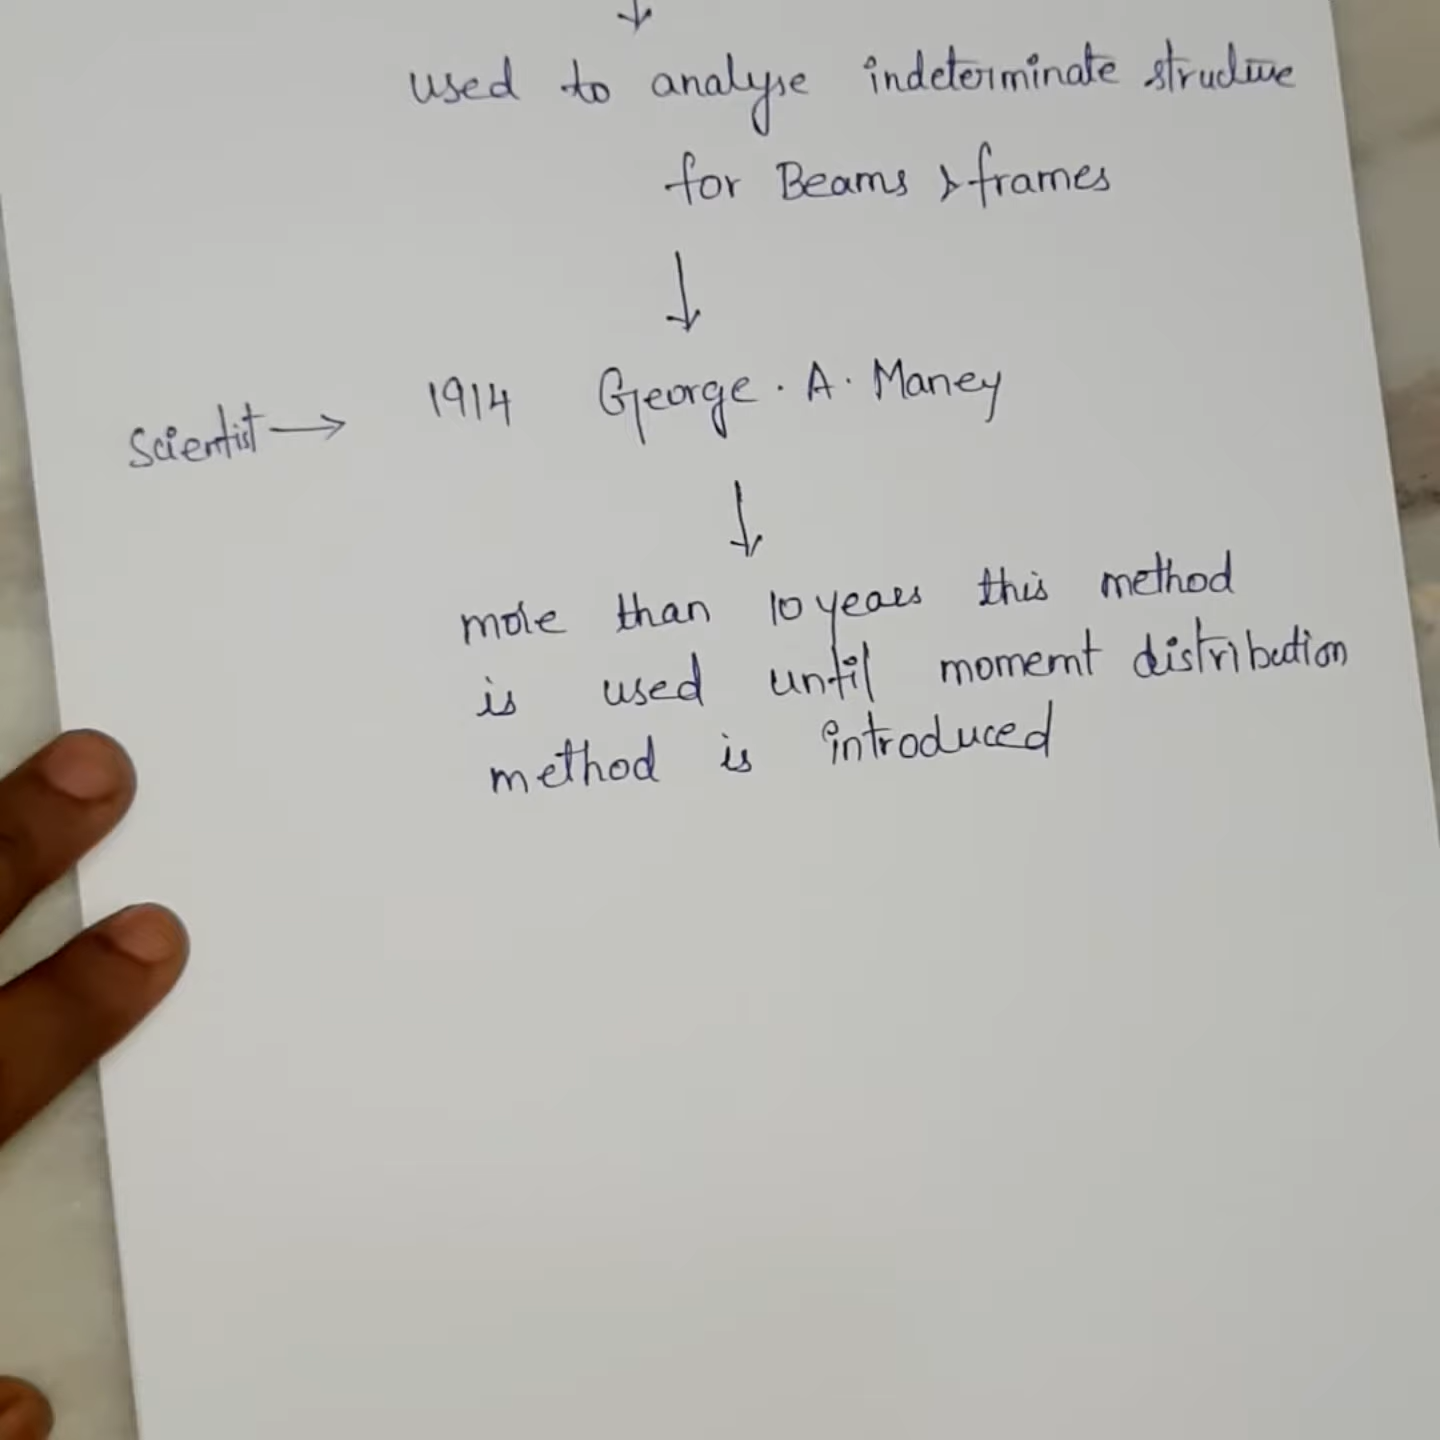 used to analyse indeterminate structure
for Beams & frames
Scientist → 1914 George. A. Maney
more than 10 years this method
is used until moment distribution
method is introduced